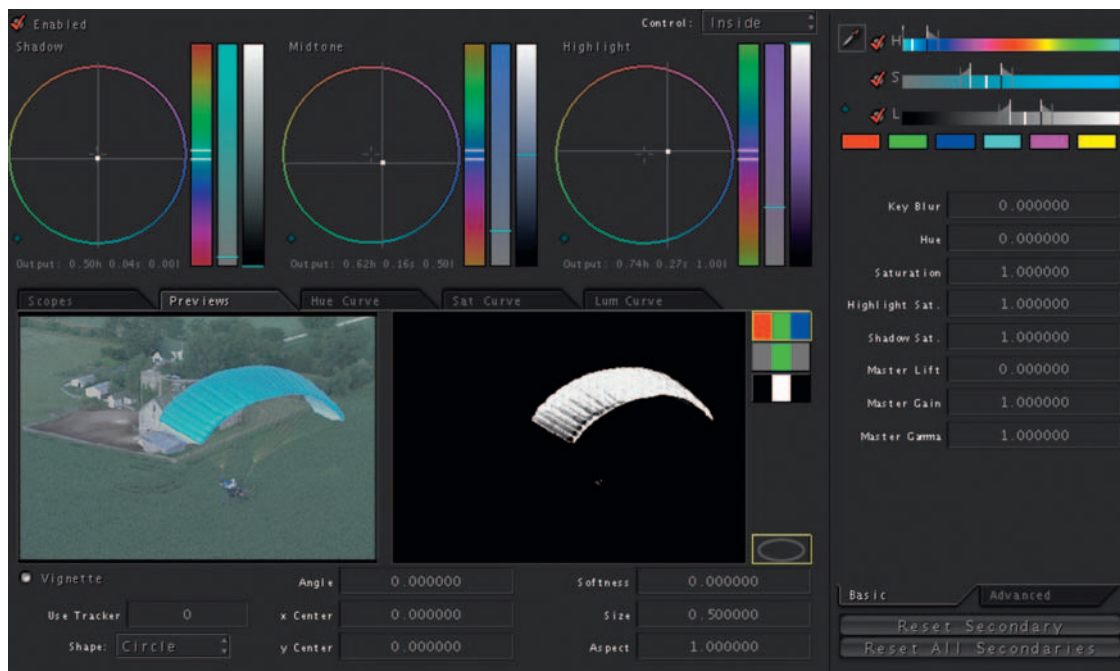 Enabled
Control: Inside
Shadow
Midtone
Highlight
H
S
L
Output: 0.50h 0.04s 0.00l
Output: 0.62h 0.16s 0.50l
Output: 0.74h 0.27s 1.00l
Key Blur 0.000000
Hue 0.000000
Saturation 1.000000
Highlight Sat. 1.000000
Shadow Sat. 1.000000
Master Lift 0.000000
Master Gain 1.000000
Master Gamma 1.000000
Scopes
Previews
Hue Curve
Sat Curve
Lum Curve
Vignette
Angle 0.000000
Softness 0.000000
Use Tracker 0
x Center 0.000000
Size 0.500000
Shape: Circle
y Center 0.000000
Aspect 1.000000
Basic
Advanced
Reset Secondary
Reset All Secondaries